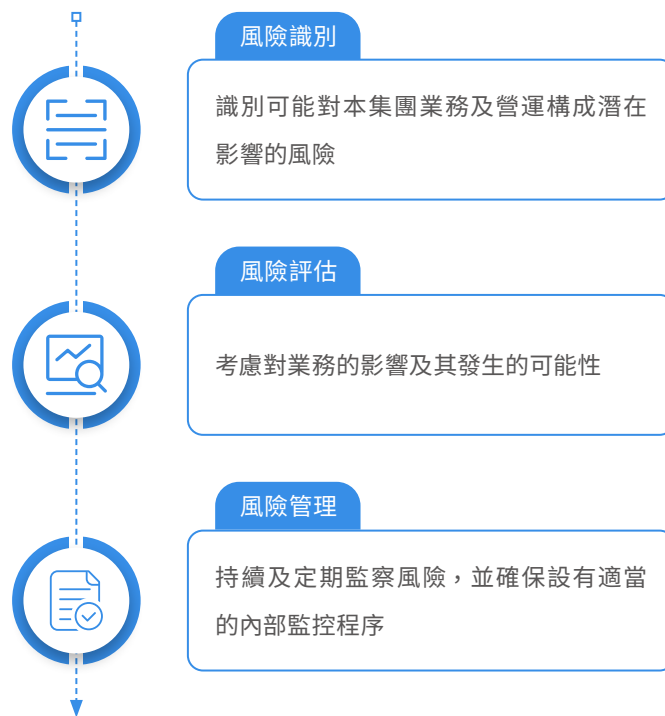 風險識別
識別可能對本集團業務及營運構成潛在
影響的風險
風險評估
考慮對業務的影響及其發生的可能性
風險管理
持續及定期監察風險，並確保設有適當
的內部監控程序